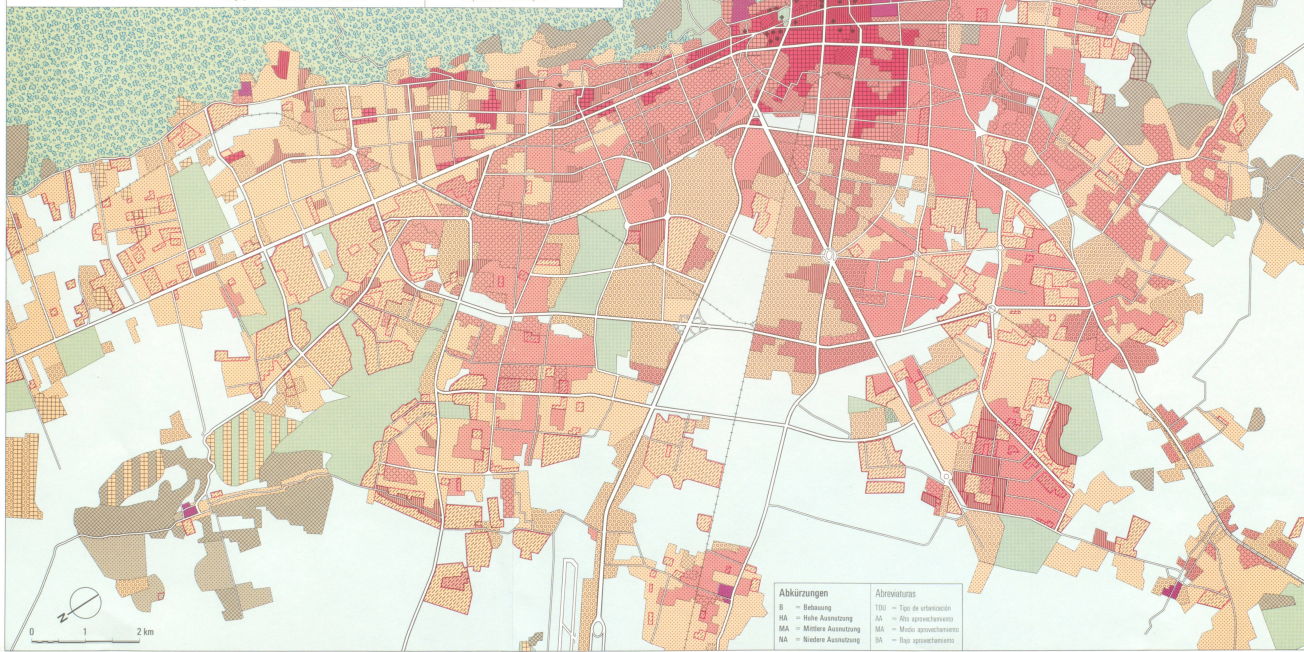 Abkürzungen
B = Bebauung
HA = Hohe Ausnutzung
MA = Mittlere Ausnutzung
NA = Niedere Ausnutzung
Abreviaturas
TDU = Tipo de urbanización
AA = Alto aprovechamiento
MA = Medio aprovechamiento
BA = Bajo aprovechamiento
N
0 1 2 km